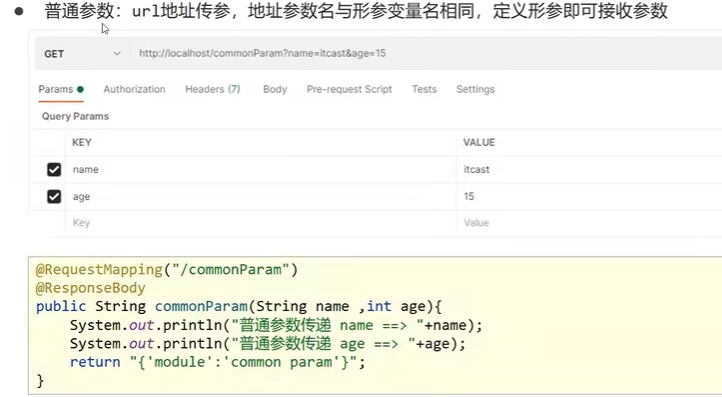 ● 普通参数：url地址传参，地址参数名与形参变量名相同，定义形参即可接收参数
GET http://localhost/commonParam?name=itcast&age=15
Params Authorization Headers (7) Body Pre-request Script Tests Settings
Query Params
KEY VALUE
name itcast
age 15
Key Value
@RequestMapping("/commonParam")
@ResponseBody
public String commonParam(String name ,int age){
    System.out.println("普通参数传递 name ==> "+name);
    System.out.println("普通参数传递 age ==> "+age);
    return "{'module':'common param'}";
}